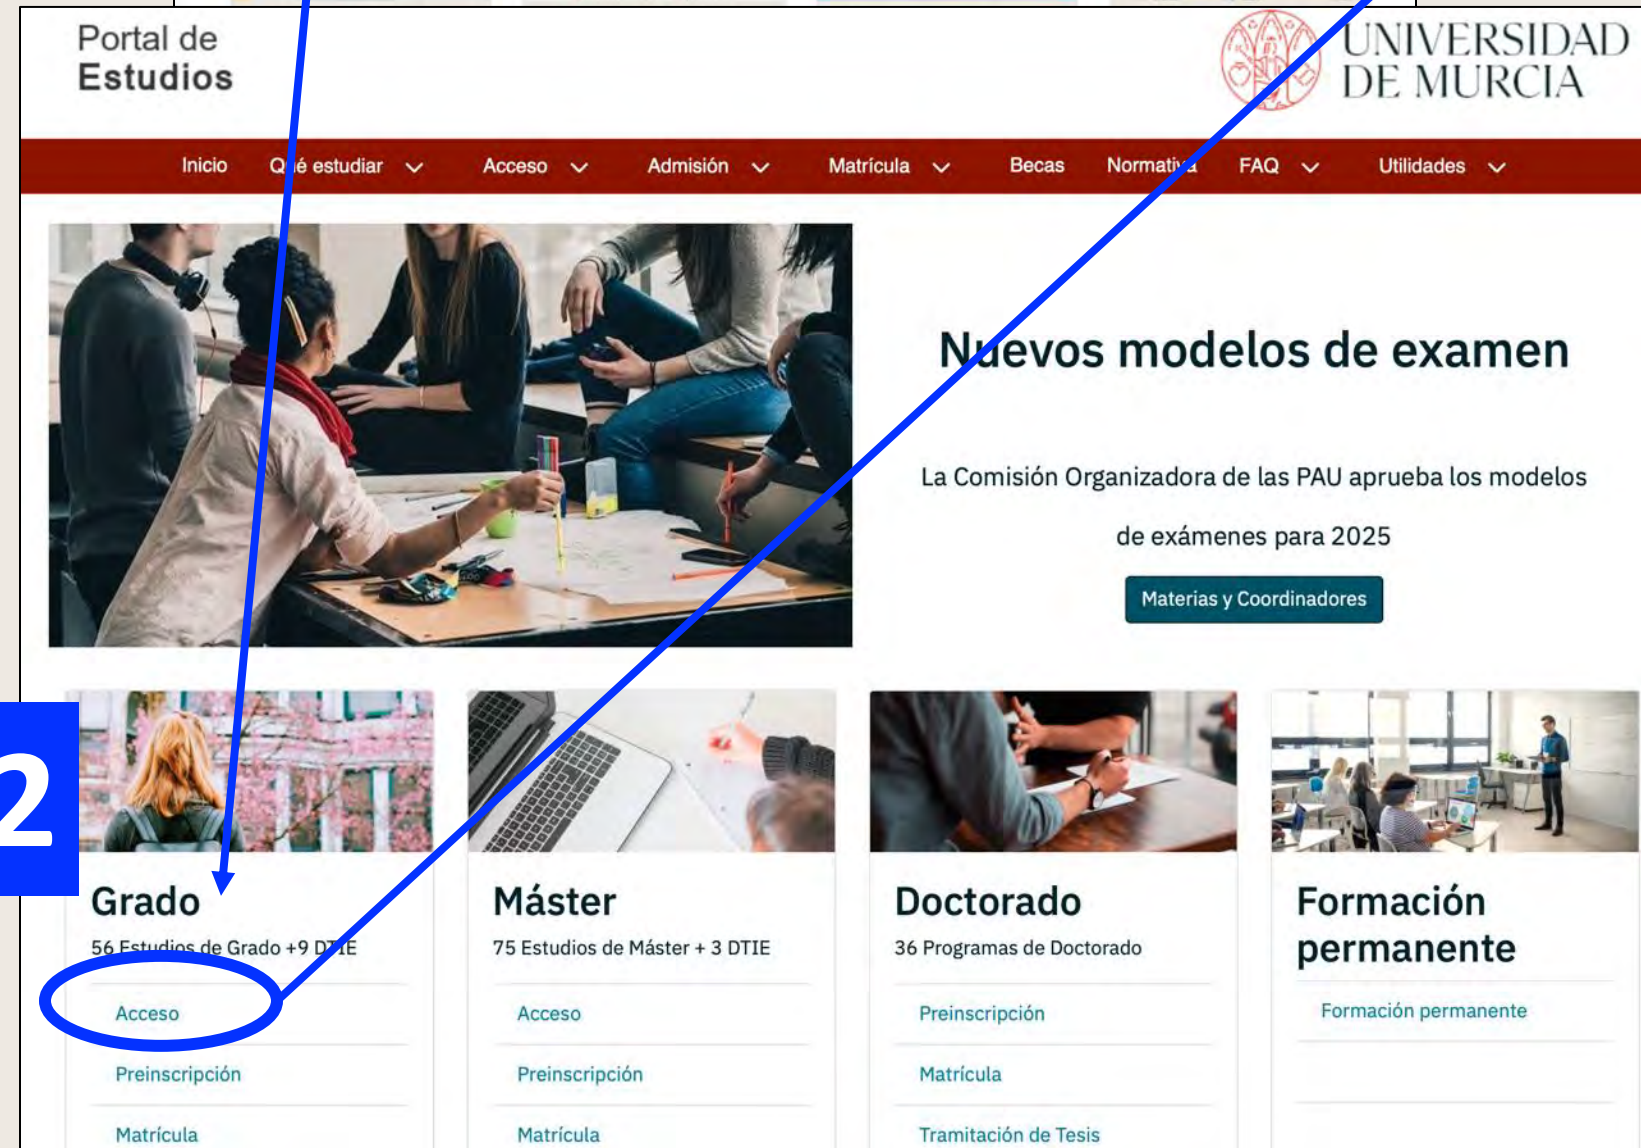 Portal de
Estudios
UNIVERSIDAD
DE MURCIA
Inicio Qué estudiar Acceso Admisión Matrícula Becas Normativa FAQ Utilidades
Nuevos modelos de examen
La Comisión Organizadora de las PAU aprueba los modelos
de exámenes para 2025
Materias y Coordinadores
2
Grado
56 Estudios de Grado +9 DTIE
Acceso
Preinscripción
Matrícula
Máster
75 Estudios de Máster + 3 DTIE
Acceso
Preinscripción
Matrícula
Doctorado
36 Programas de Doctorado
Preinscripción
Matrícula
Tramitación de Tesis
Formación
permanente
Formación permanente